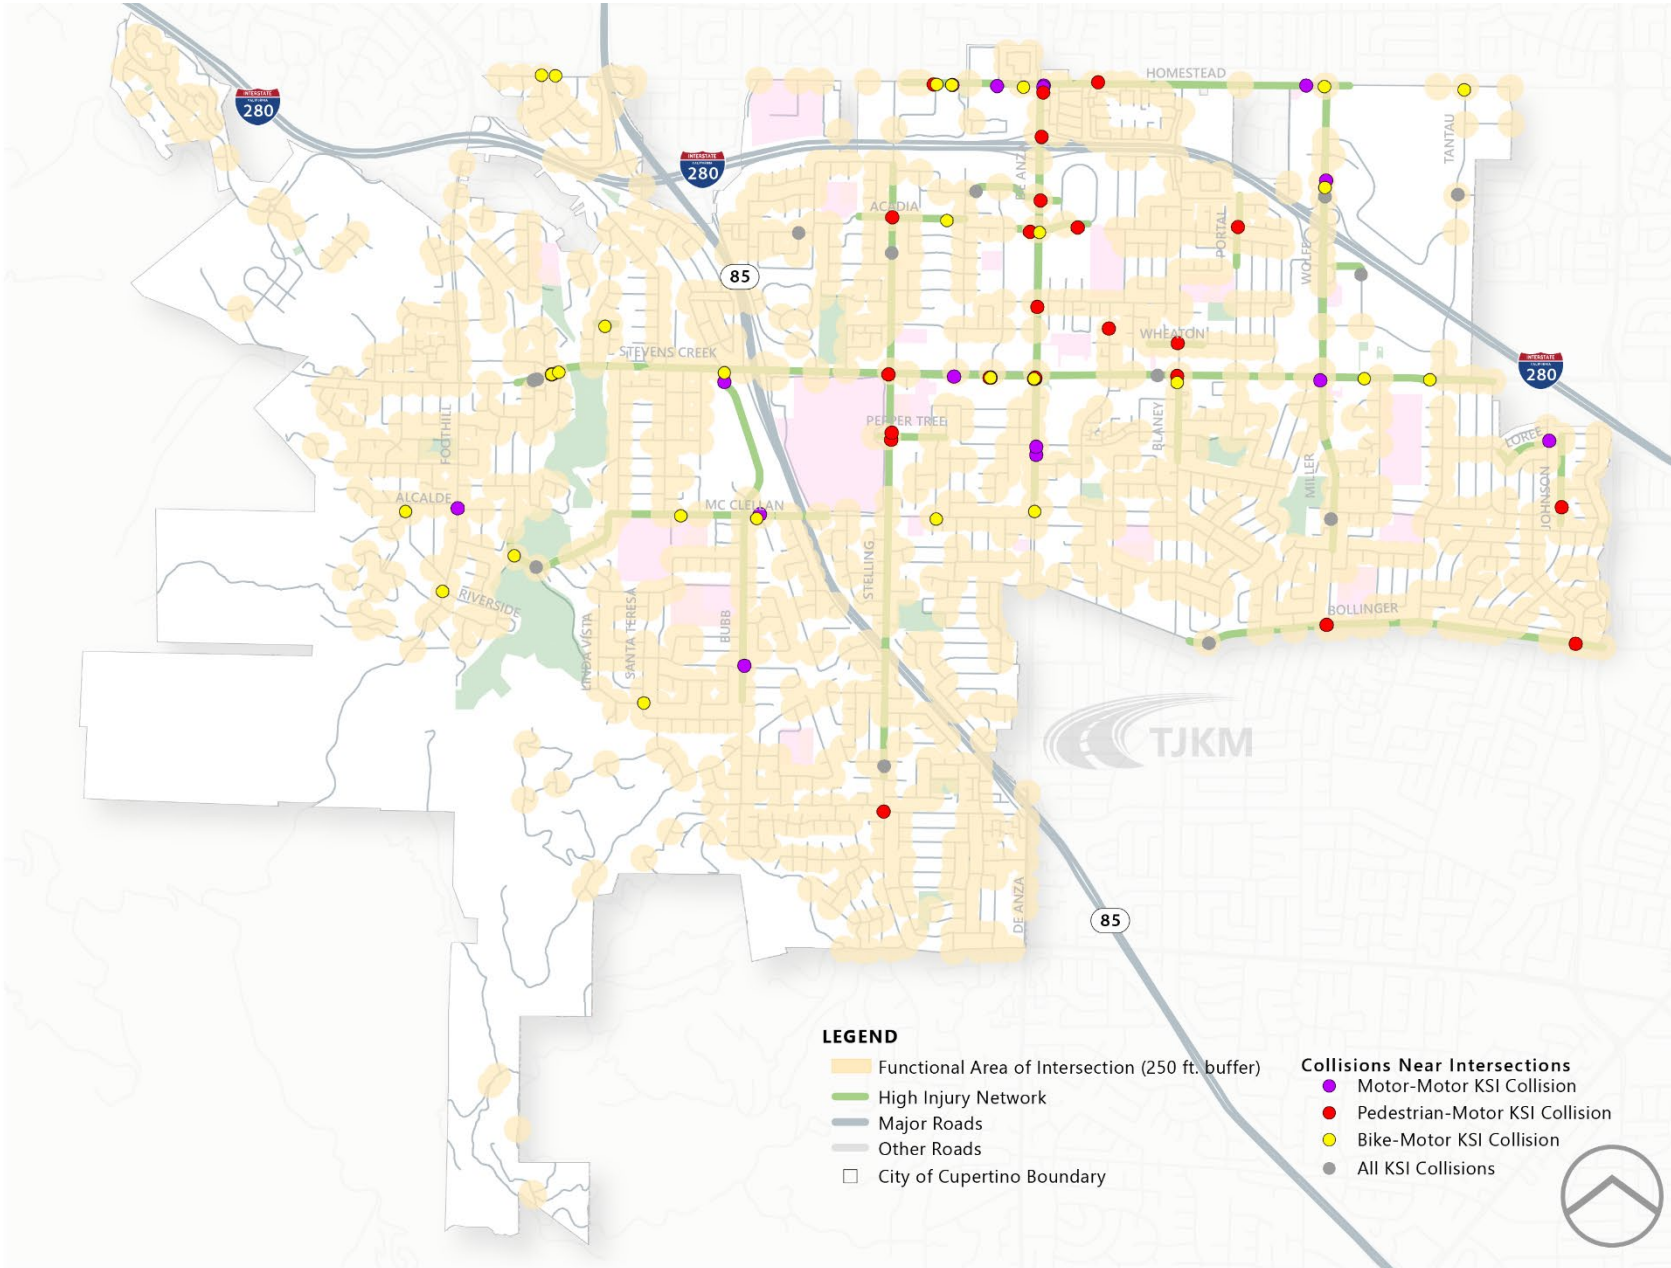 HOMESTEAD
INTERSTATE
CALIFORNIA
280
TANTAU
INTERSTATE
CALIFORNIA
280
DE ANZA
ACADIA
PORTAL
WOLFE
85
WHEATON
STEVENS CREEK
INTERSTATE
CALIFORNIA
280
FOOTHILL
PEPPER TREE
BLANEY
LOREE
MILLER
JOHNSON
ALCALDE
MC CLELLAN
STELLING
RIVERSIDE
BUBB
SANTA TERESA
LINDA VISTA
BOLLINGER
TJKM
DE ANZA
85
LEGEND
Functional Area of Intersection (250 ft. buffer)
High Injury Network
Major Roads
Other Roads
City of Cupertino Boundary
Collisions Near Intersections
Motor-Motor KSI Collision
Pedestrian-Motor KSI Collision
Bike-Motor KSI Collision
All KSI Collisions